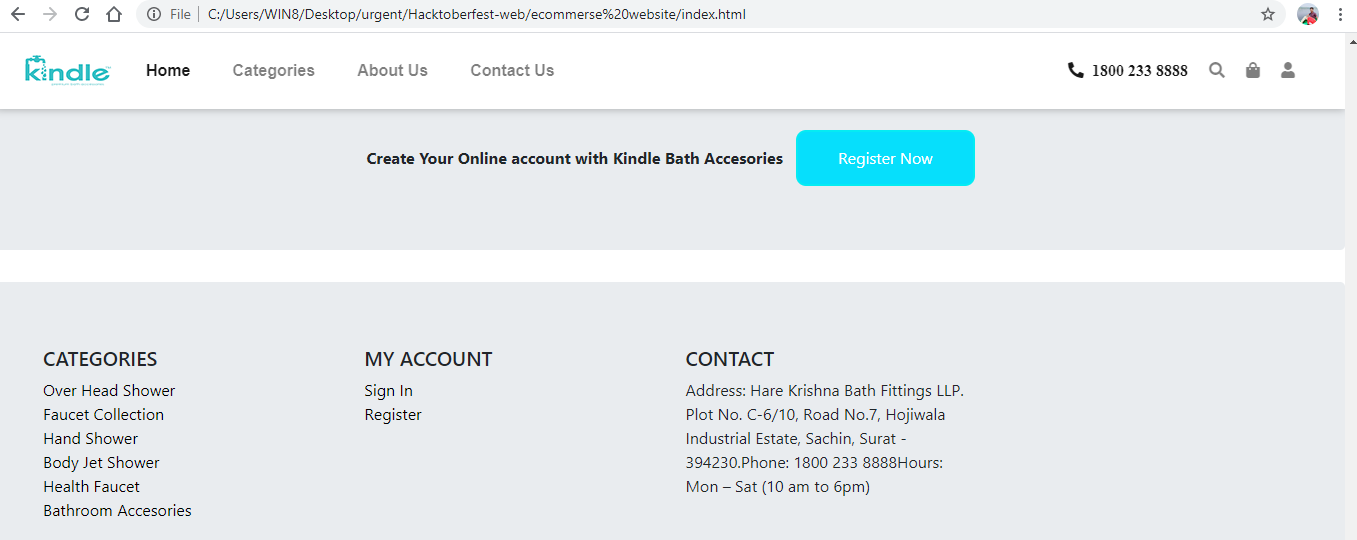 File C:/Users/WIN8/Desktop/urgent/Hacktoberfest-web/ecommerse%20website/index.html
kindle Home Categories About Us Contact Us 1800 233 8888
Create Your Online account with Kindle Bath Accesories Register Now
CATEGORIES
Over Head Shower
Faucet Collection
Hand Shower
Body Jet Shower
Health Faucet
Bathroom Accesories
MY ACCOUNT
Sign In
Register
CONTACT
Address: Hare Krishna Bath Fittings LLP.
Plot No. C-6/10, Road No.7, Hojiwala
Industrial Estate, Sachin, Surat -
394230.Phone: 1800 233 8888Hours:
Mon – Sat (10 am to 6pm)